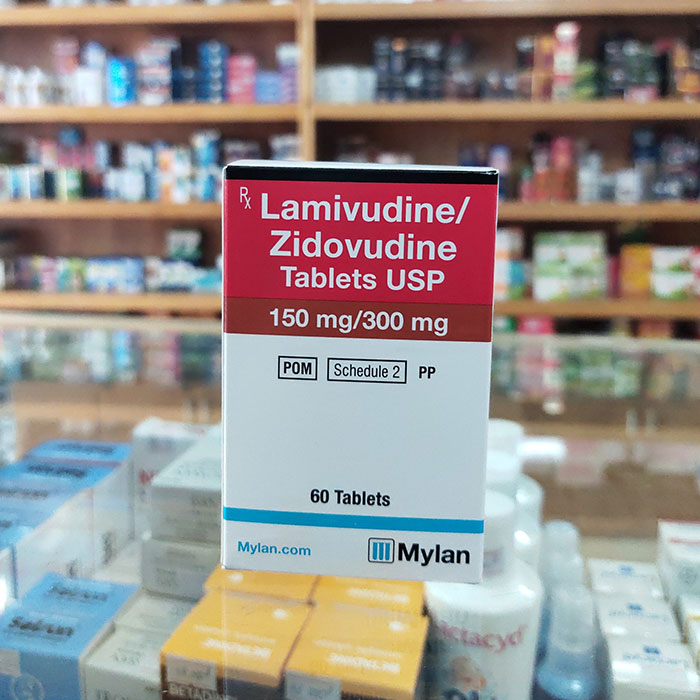 Rx Lamivudine/
Zidovudine
Tablets USP
150 mg/300 mg
POM Schedule 2 PP
60 Tablets
Mylan.com Mylan